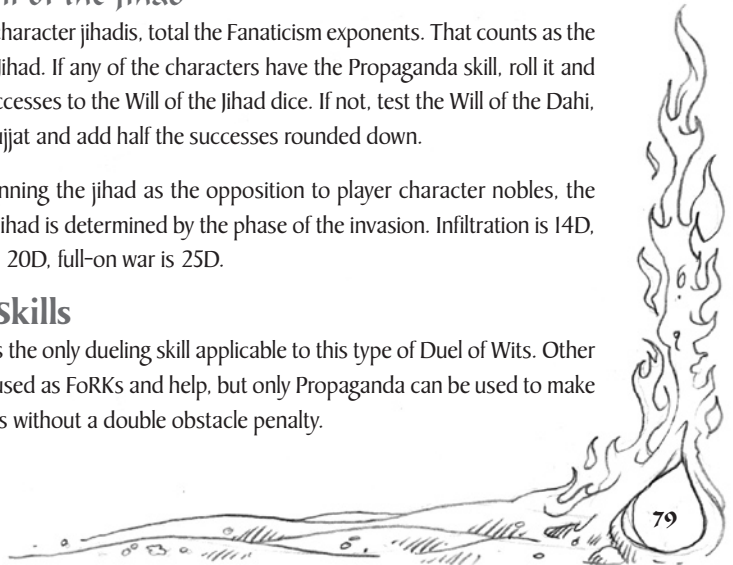 of the Jihad
character jihadis, total the Fanaticism exponents. That counts as the
Jihad. If any of the characters have the Propaganda skill, roll it and
ccesses to the Will of the Jihad dice. If not, test the Will of the Dahi,
ujjat and add half the successes rounded down.
nning the jihad as the opposition to player character nobles, the
ihad is determined by the phase of the invasion. Infiltration is 14D,
20D, full-on war is 25D.
Skills
s the only dueling skill applicable to this type of Duel of Wits. Other
used as FoRKs and help, but only Propaganda can be used to make
s without a double obstacle penalty.
79